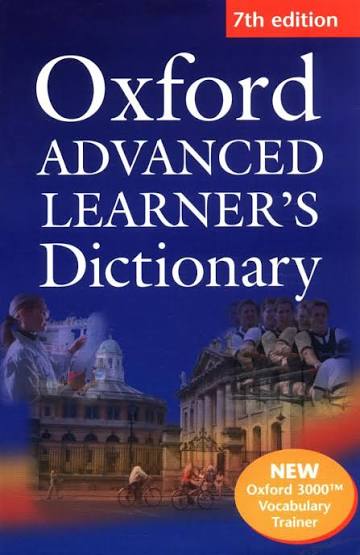 7th edition
Oxford
ADVANCED
LEARNER'S
Dictionary
NEW
Oxford 3000™
Vocabulary
Trainer